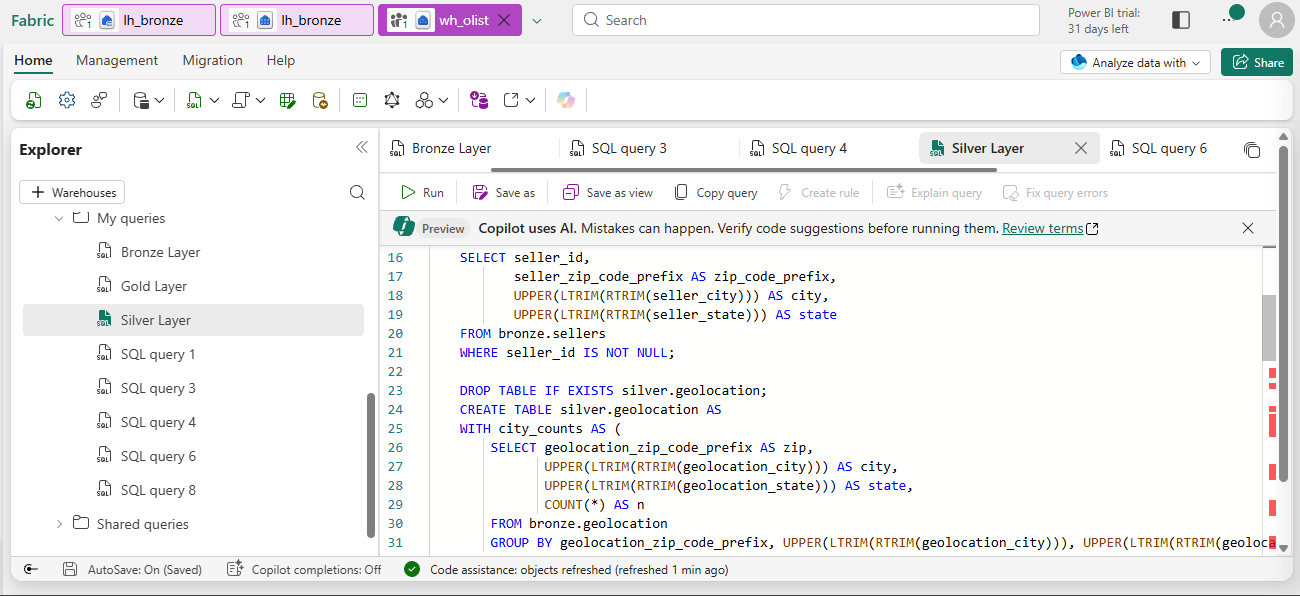 Fabric
lh_bronze
lh_bronze
wh_olist
Search
Power BI trial:
31 days left
Home
Management
Migration
Help
Analyze data with
Share
Explorer
Warehouses
My queries
Bronze Layer
Gold Layer
Silver Layer
SQL query 1
SQL query 3
SQL query 4
SQL query 6
SQL query 8
Shared queries
Bronze Layer
SQL query 3
SQL query 4
Silver Layer
SQL query 6
Run
Save as
Save as view
Copy query
Create rule
Explain query
Fix query errors
Preview
Copilot uses AI. Mistakes can happen. Verify code suggestions before running them. Review terms
16 SELECT seller_id,
17 seller_zip_code_prefix AS zip_code_prefix,
18 UPPER(LTRIM(RTRIM(seller_city))) AS city,
19 UPPER(LTRIM(RTRIM(seller_state))) AS state
20 FROM bronze.sellers
21 WHERE seller_id IS NOT NULL;
22
23 DROP TABLE IF EXISTS silver.geolocation;
24 CREATE TABLE silver.geolocation AS
25 WITH city_counts AS (
26 SELECT geolocation_zip_code_prefix AS zip,
27 UPPER(LTRIM(RTRIM(geolocation_city))) AS city,
28 UPPER(LTRIM(RTRIM(geolocation_state))) AS state,
29 COUNT(*) AS n
30 FROM bronze.geolocation
31 GROUP BY geolocation_zip_code_prefix, UPPER(LTRIM(RTRIM(geolocation_city))), UPPER(LTRIM(RTRIM(geoloca
AutoSave: On (Saved)
Copilot completions: Off
Code assistance: objects refreshed (refreshed 1 min ago)